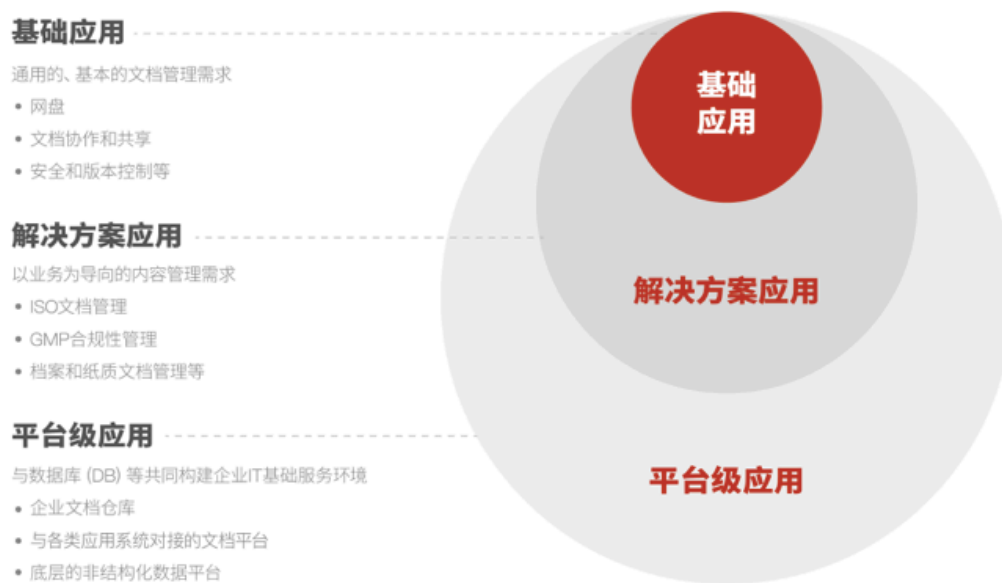 基础应用
通用的、基本的文档管理需求
• 网盘
• 文档协作和共享
• 安全和版本控制等
解决方案应用
以业务为导向的内容管理需求
• ISO文档管理
• GMP合规性管理
• 档案和纸质文档管理等
平台级应用
与数据库 (DB) 等共同构建企业IT基础服务环境
• 企业文档仓库
• 与各类应用系统对接的文档平台
• 底层的非结构化数据平台
基础
应用
解决方案应用
平台级应用